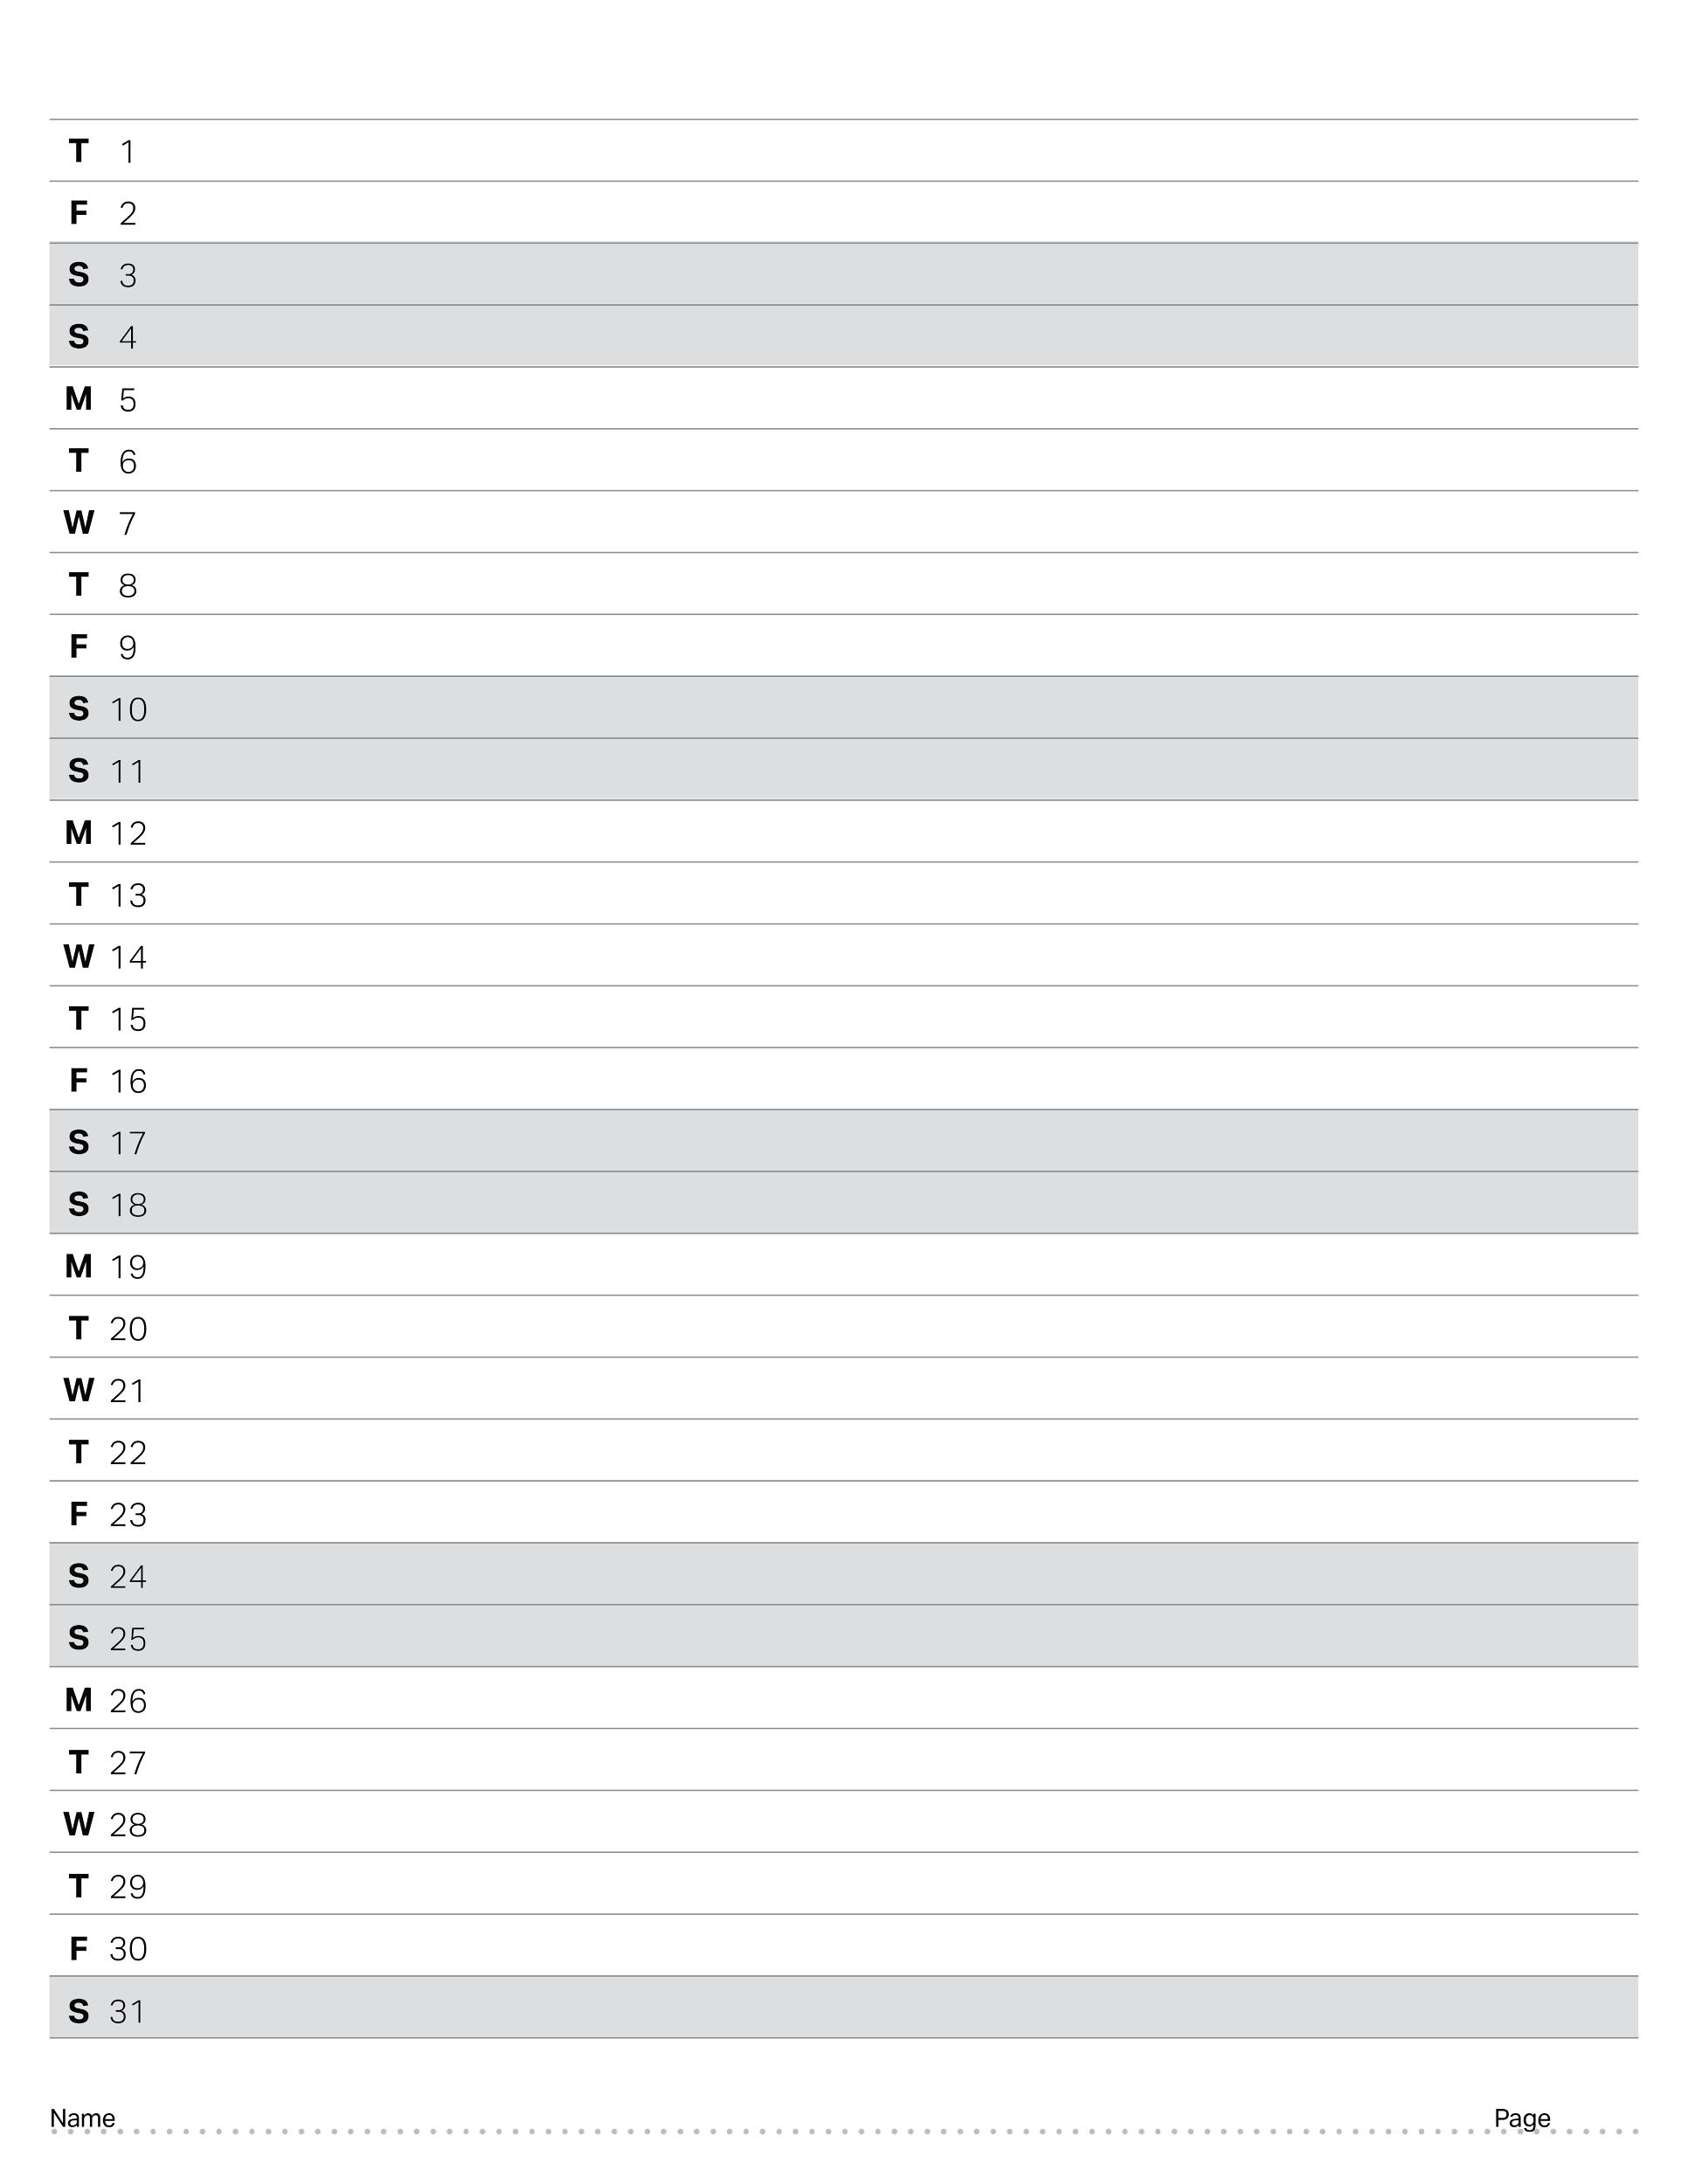 T 1
F 2
S 3
S 4
M 5
T 6
W 7
T 8
F 9
S 10
S 11
M 12
T 13
W 14
T 15
F 16
S 17
S 18
M 19
T 20
W 21
T 22
F 23
S 24
S 25
M 26
T 27
W 28
T 29
F 30
S 31
Name Page